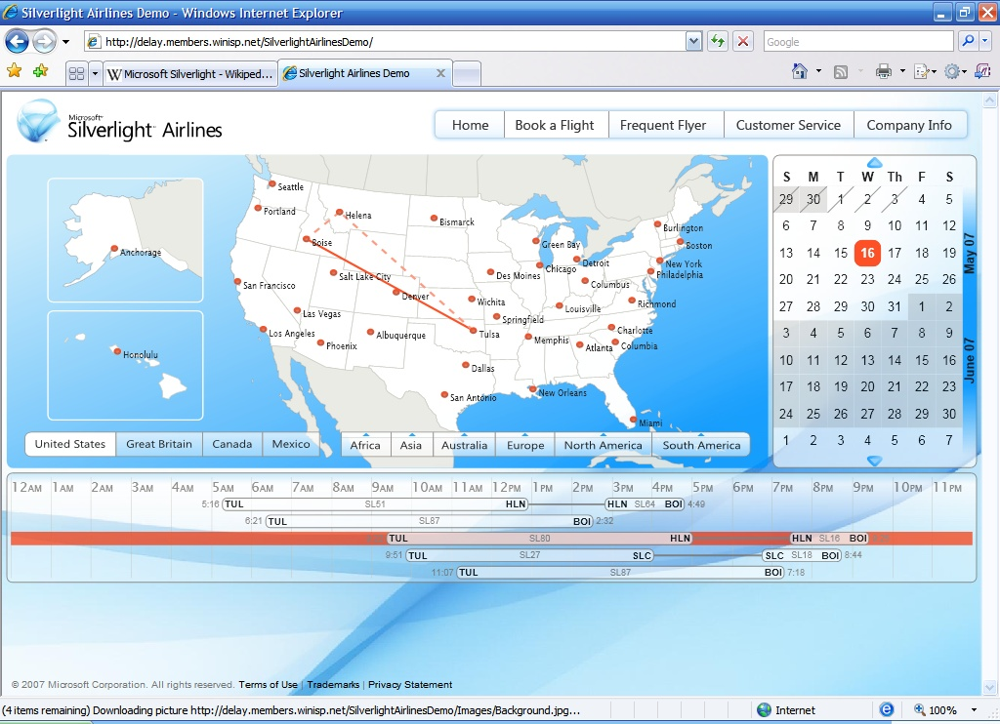 Silverlight Airlines Demo - Windows Internet Explorer
http://delay.members.winisp.net/SilverlightAirlinesDemo/
Google
Microsoft Silverlight - Wikiped...
Silverlight Airlines Demo
Microsoft®
Silverlight™ Airlines
Home
Book a Flight
Frequent Flyer
Customer Service
Company Info
Seattle
Portland
Helena
Bismarck
Boise
Burlington
Green Bay
Boston
Anchorage
Detroit
Chicago
New York
Salt Lake City
Des Moines
Philadelphia
San Francisco
Columbus
Denver
Wichita
Louisville
Richmond
Las Vegas
Springfield
Los Angeles
Albuquerque
Tulsa
Charlotte
Phoenix
Memphis
Atlanta
Columbia
Honolulu
Dallas
San Antonio
New Orleans
Miami
United States
Great Britain
Canada
Mexico
Africa
Asia
Australia
Europe
North America
South America
S M T W Th F S
29 30 1 2 3 4 5
6 7 8 9 10 11 12
13 14 15 16 17 18 19
20 21 22 23 24 25 26
27 28 29 30 31 1 2
3 4 5 6 7 8 9
10 11 12 13 14 15 16
17 18 19 20 21 22 23
24 25 26 27 28 29 30
1 2 3 4 5 6 7
May 07
June 07
12AM 1AM 2AM 3AM 4AM 5AM 6AM 7AM 8AM 9AM 10AM 11AM 12PM 1PM 2PM 3PM 4PM 5PM 6PM 7PM 8PM 9PM 10PM 11PM
5:16 TUL SL51 HLN HLN SL64 BOI 4:49
6:21 TUL SL87 BOI 2:32
TUL SL80 HLN HLN SL16 BOI
9:51 TUL SL27 SLC SLC SL18 BOI 8:44
11:07 TUL SL87 BOI 7:18
© 2007 Microsoft Corporation. All rights reserved. Terms of Use | Trademarks | Privacy Statement
(4 items remaining) Downloading picture http://delay.members.winisp.net/SilverlightAirlinesDemo/Images/Background.jpg...
Internet
100%